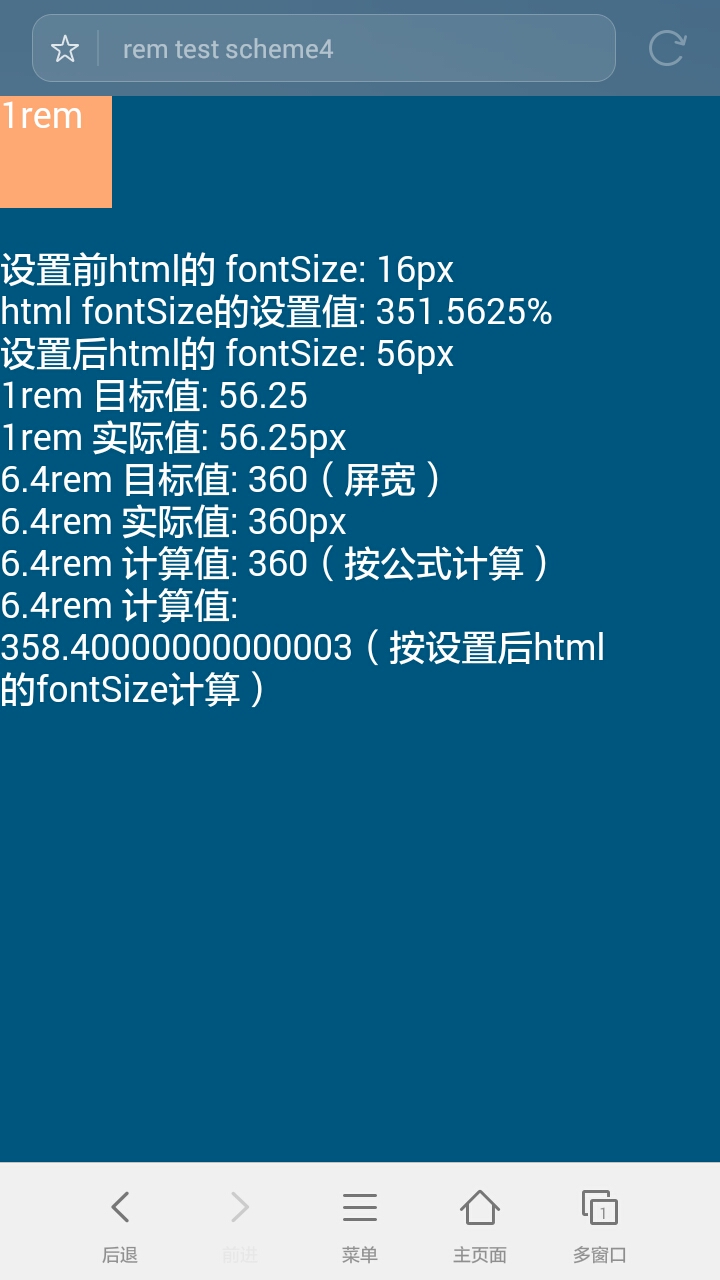 rem test scheme4
1rem
设置前html的 fontSize: 16px
html fontSize的设置值: 351.5625%
设置后html的 fontSize: 56px
1rem 目标值: 56.25
1rem 实际值: 56.25px
6.4rem 目标值: 360（屏宽）
6.4rem 实际值: 360px
6.4rem 计算值: 360（按公式计算）
6.4rem 计算值:
358.40000000000003（按设置后html
的fontSize计算）
1
后退 前进 菜单 主页面 多窗口